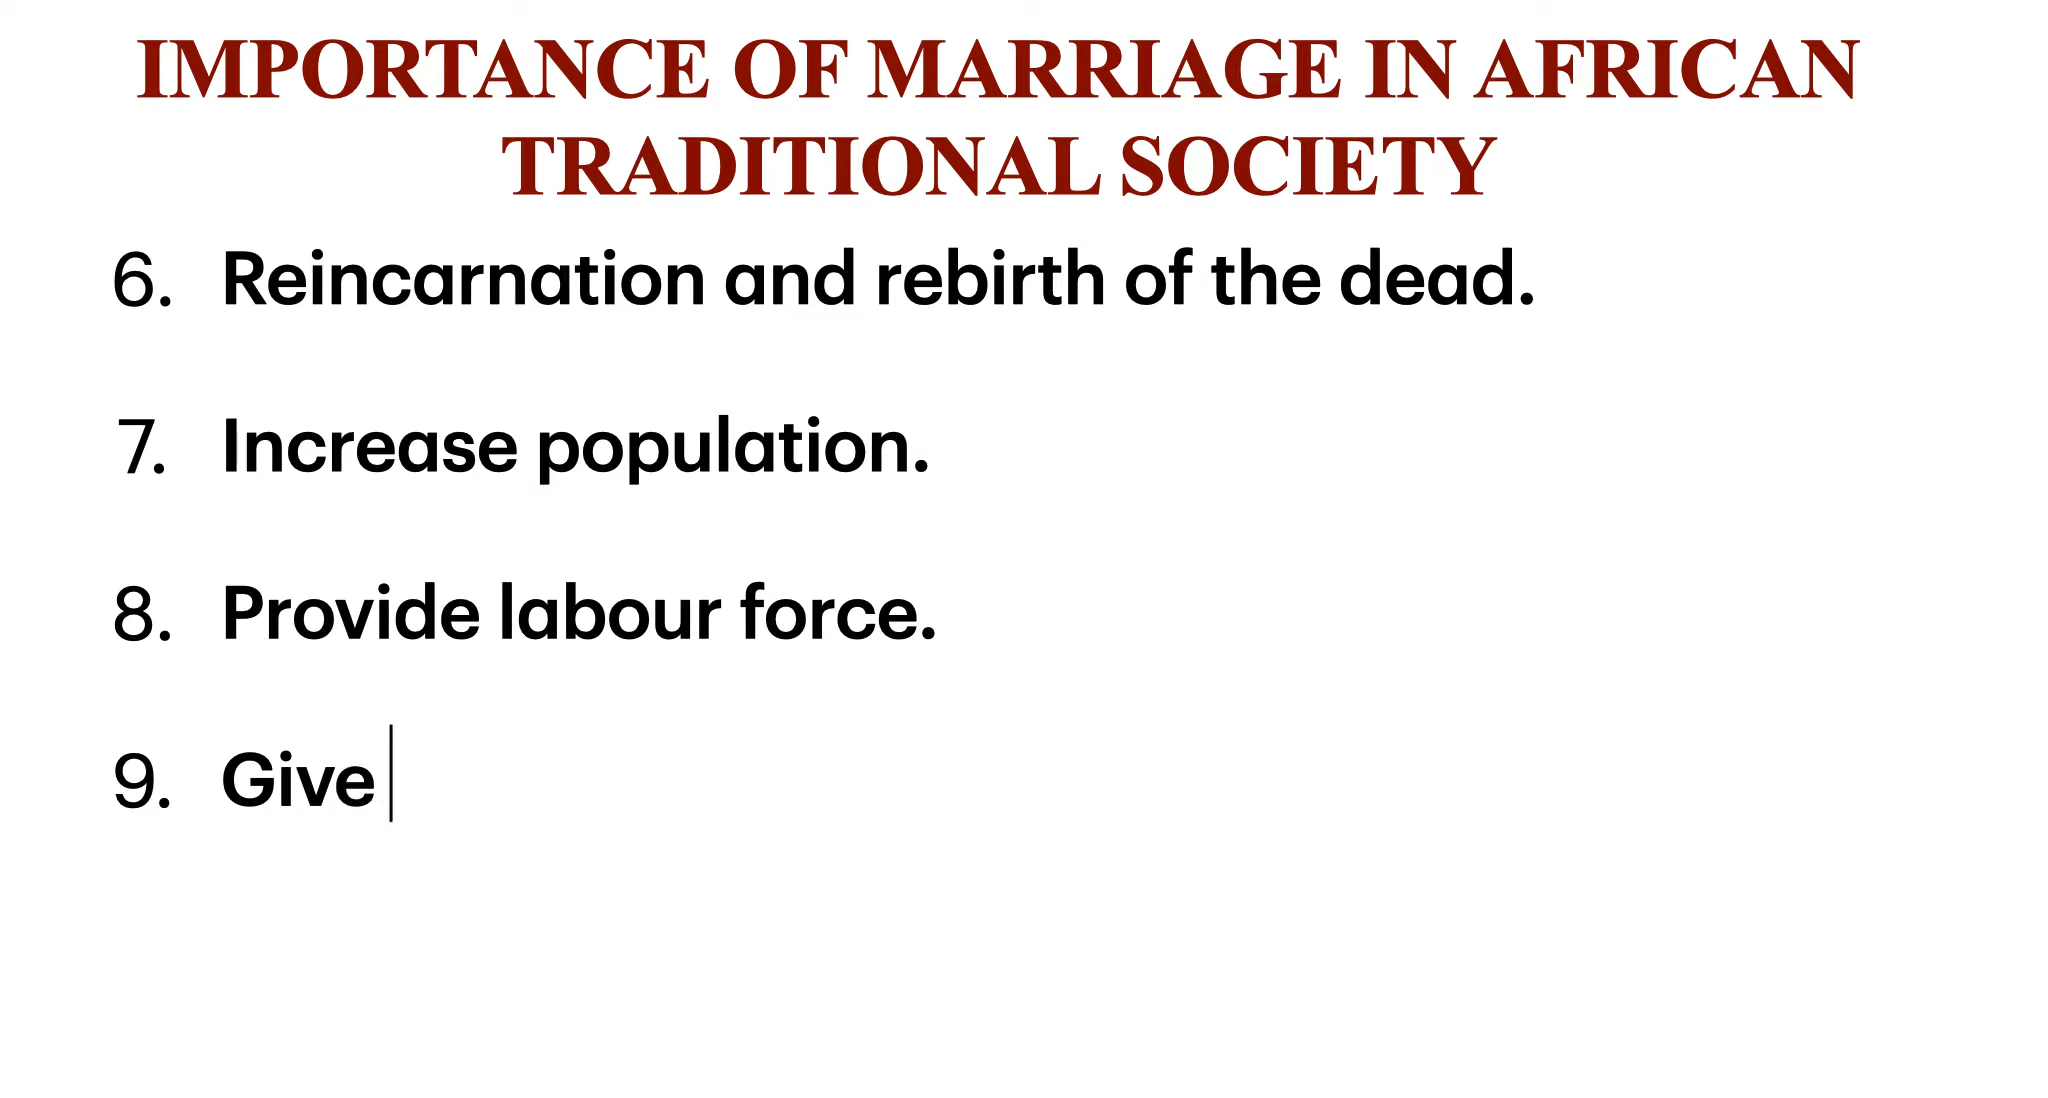 IMPORTANCE OF MARRIAGE IN AFRICAN
TRADITIONAL SOCIETY
6. Reincarnation and rebirth of the dead.
7. Increase population.
8. Provide labour force.
9. Give